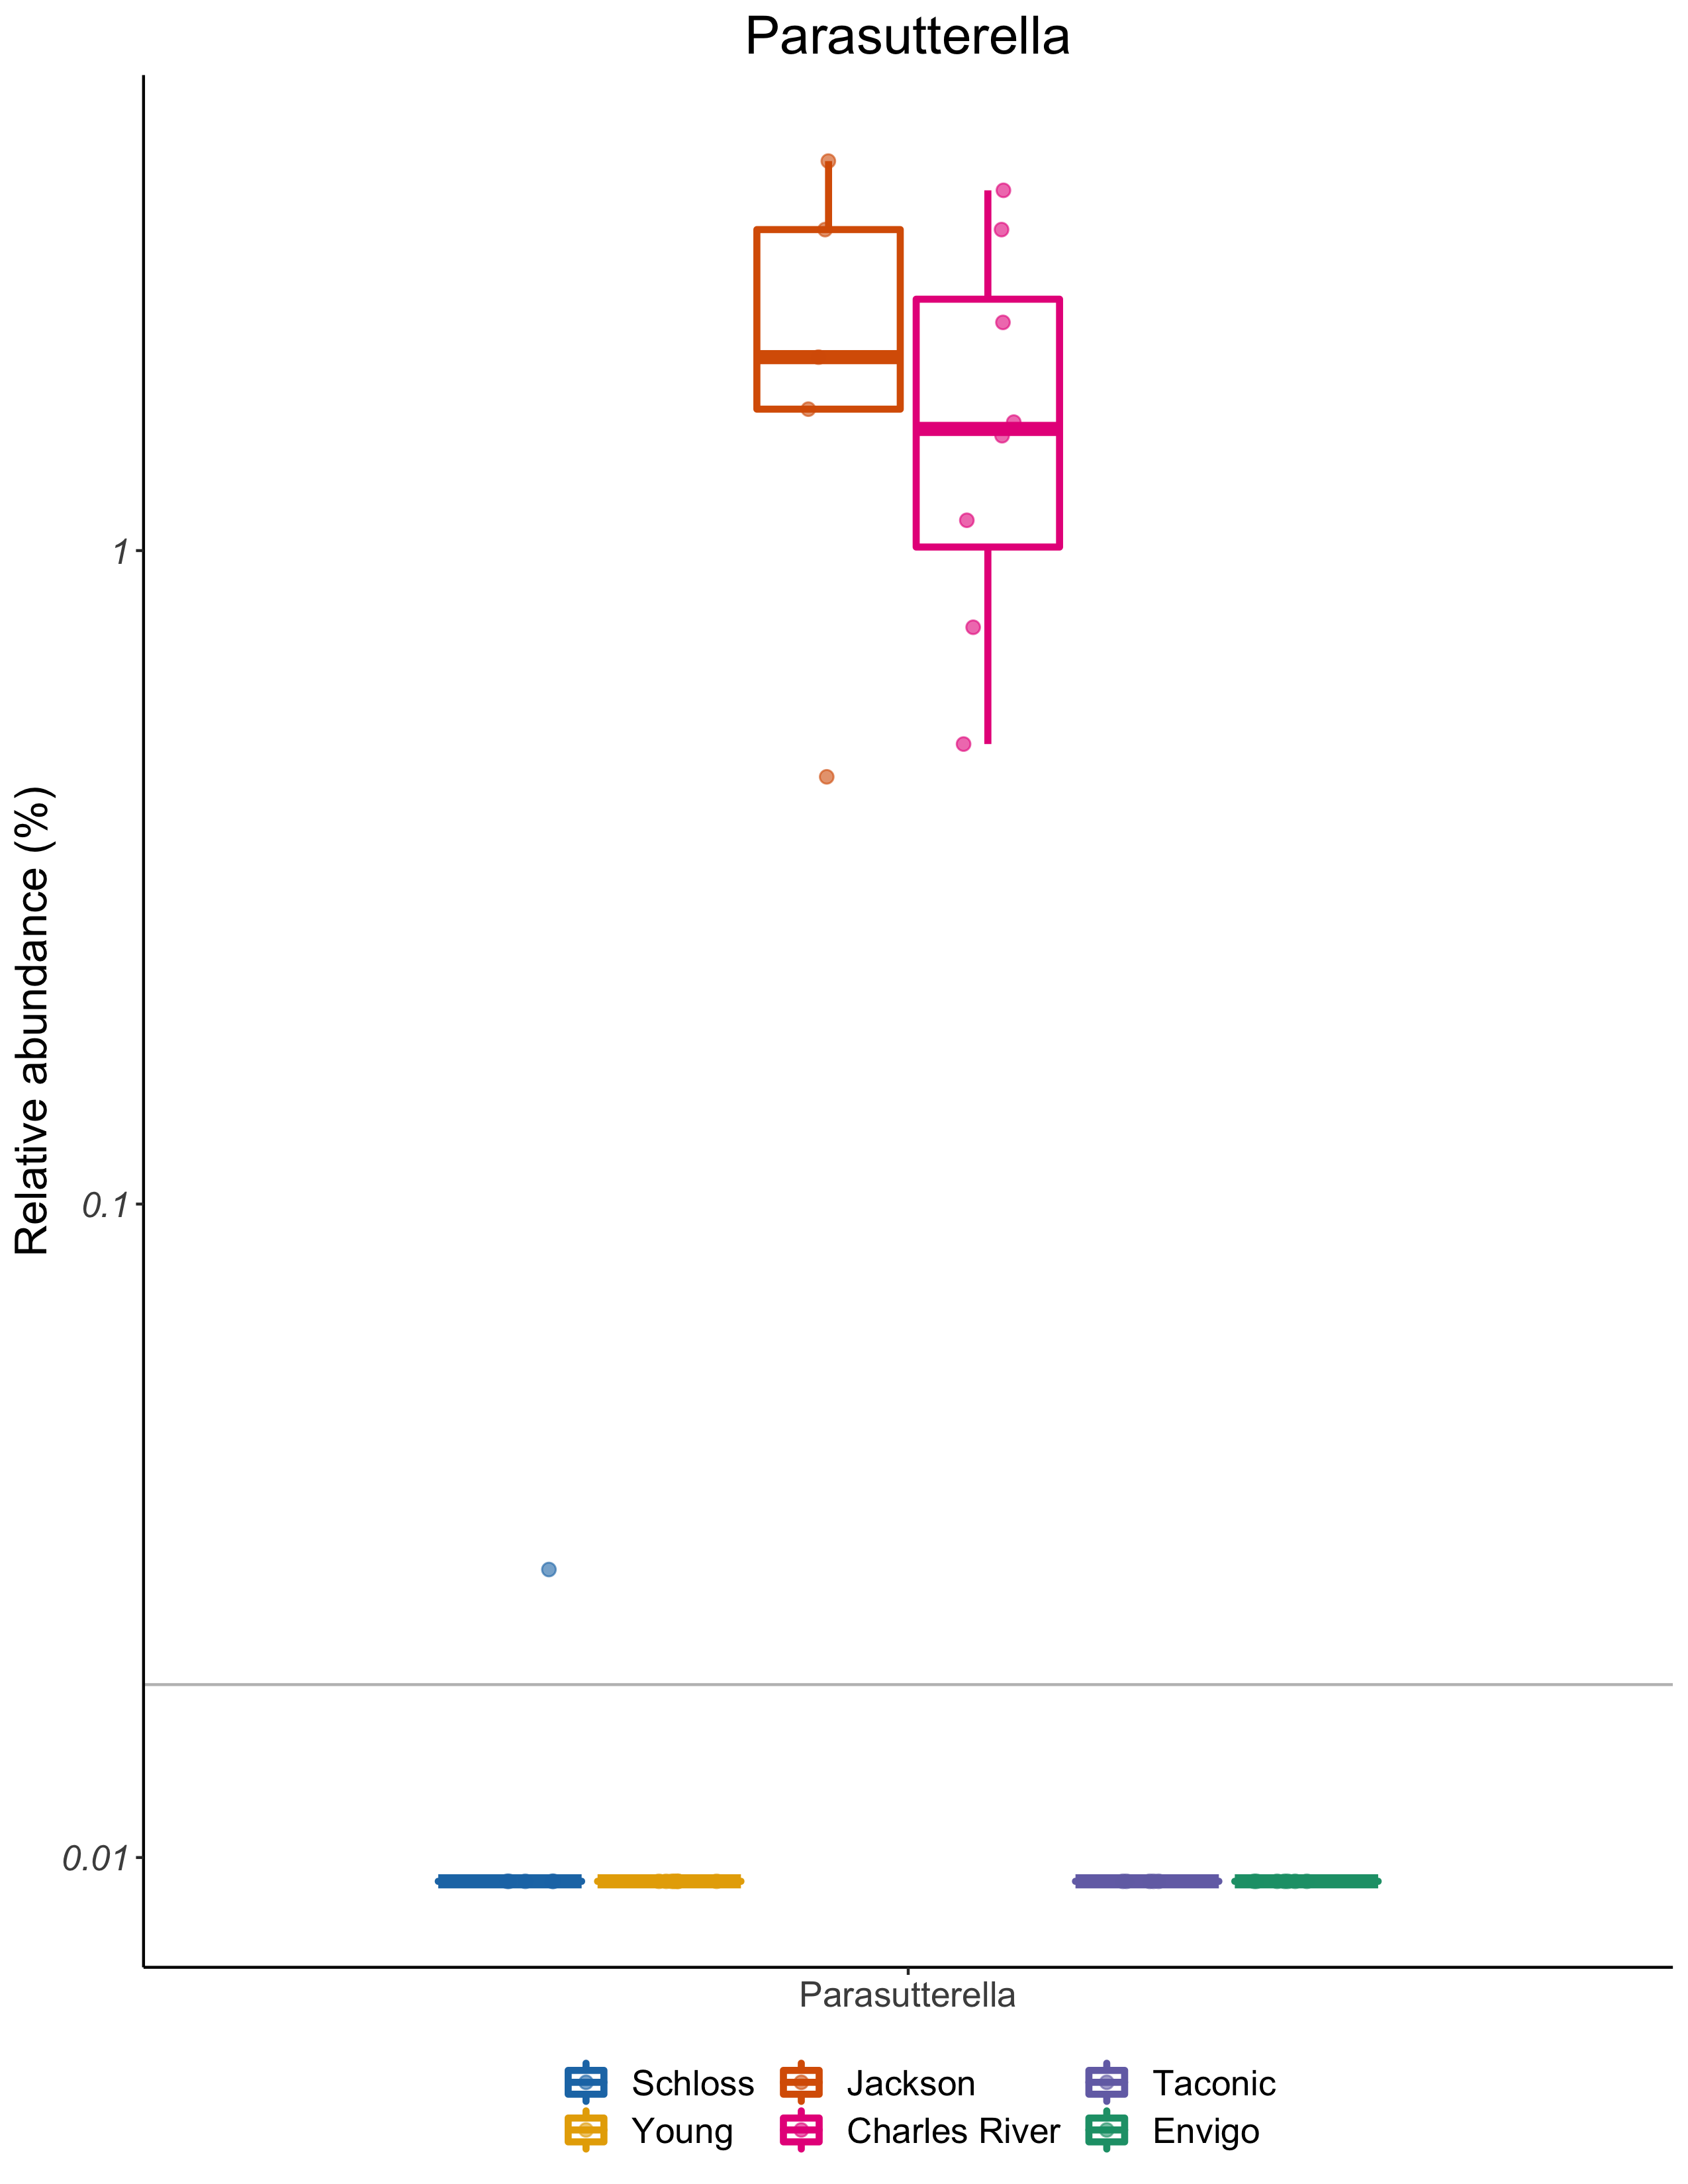 Parasutterella
Relative abundance (%)
1
0.1
0.01
Parasutterella
Schloss
Jackson
Taconic
Young
Charles River
Envigo